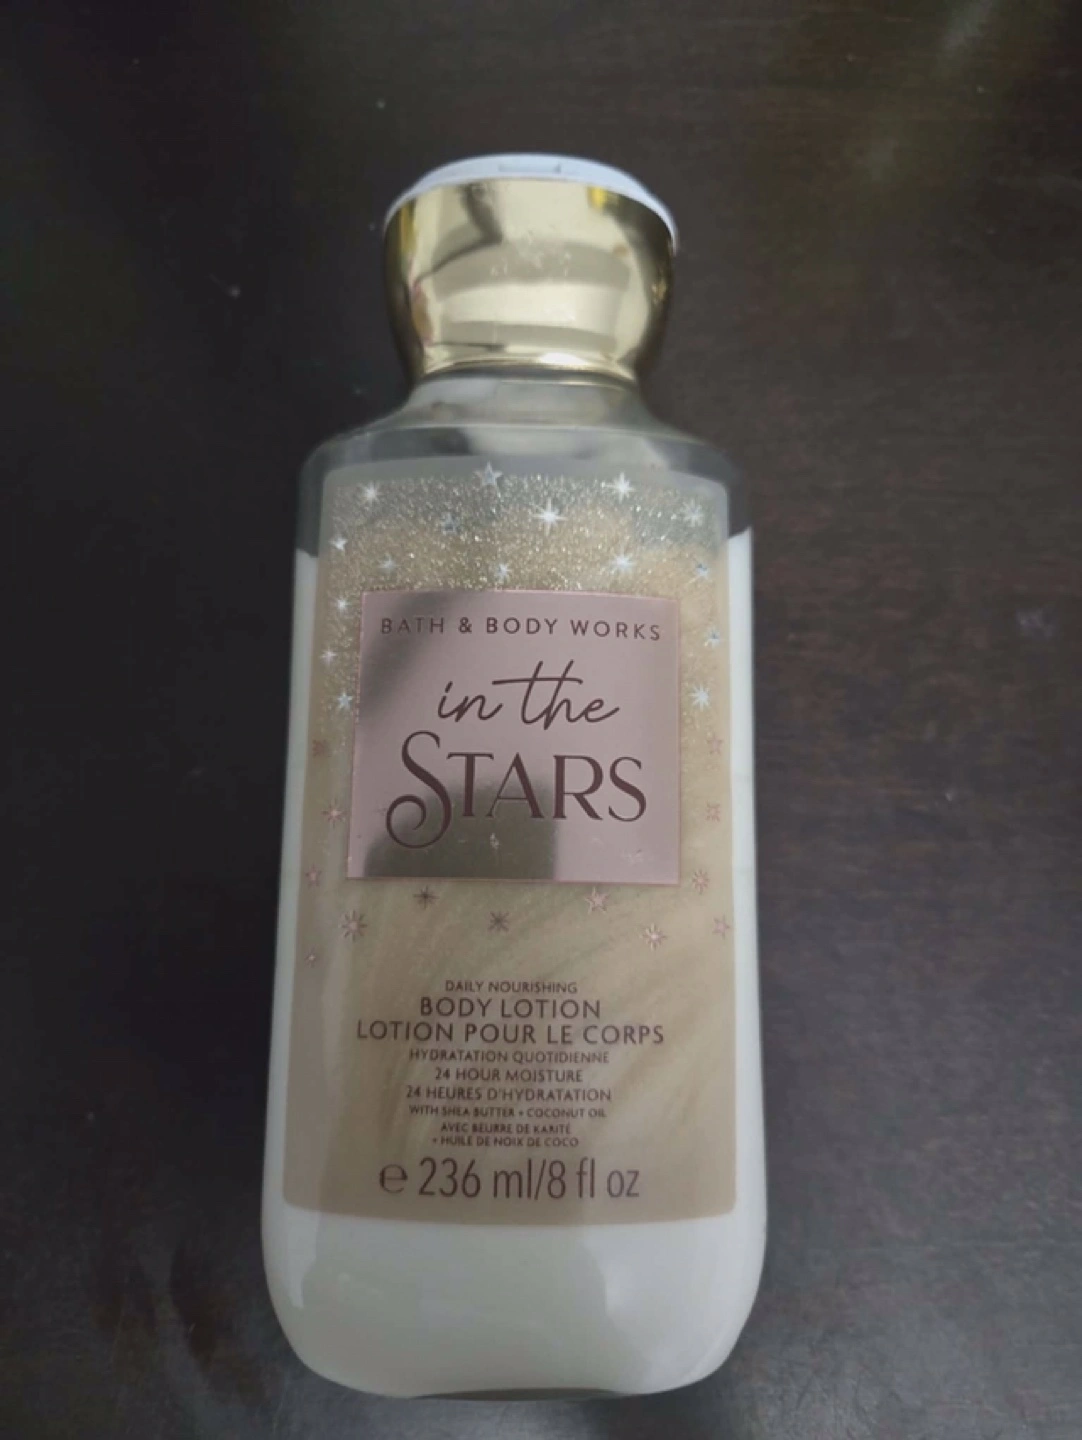 BATH & BODY WORKS
in the
STARS
DAILY NOURISHING
BODY LOTION
LOTION POUR LE CORPS
HYDRATATION QUOTIDIENNE
24 HOUR MOISTURE
24 HEURES D'HYDRATATION
WITH SHEA BUTTER + COCONUT OIL
AVEC BEURRE DE KARITÉ
+ HUILE DE NOIX DE COCO
℮ 236 ml/8 fl oz